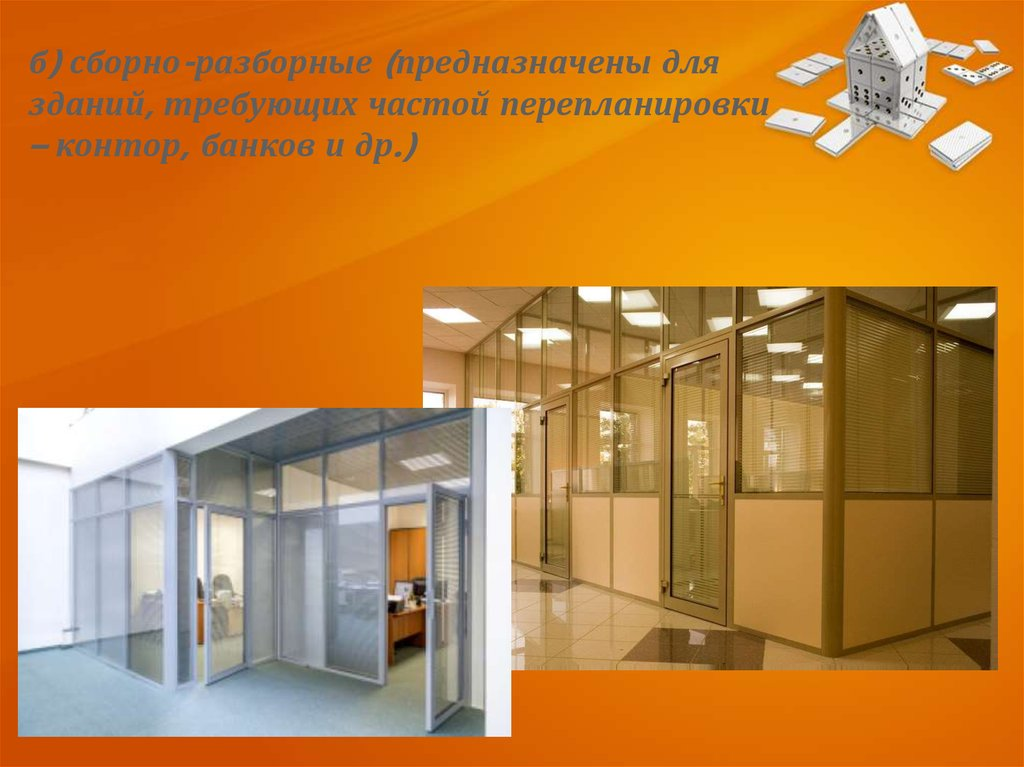 б) сборно-разборные (предназначены для
зданий, требующих частой перепланировки
– контор, банков и др.)